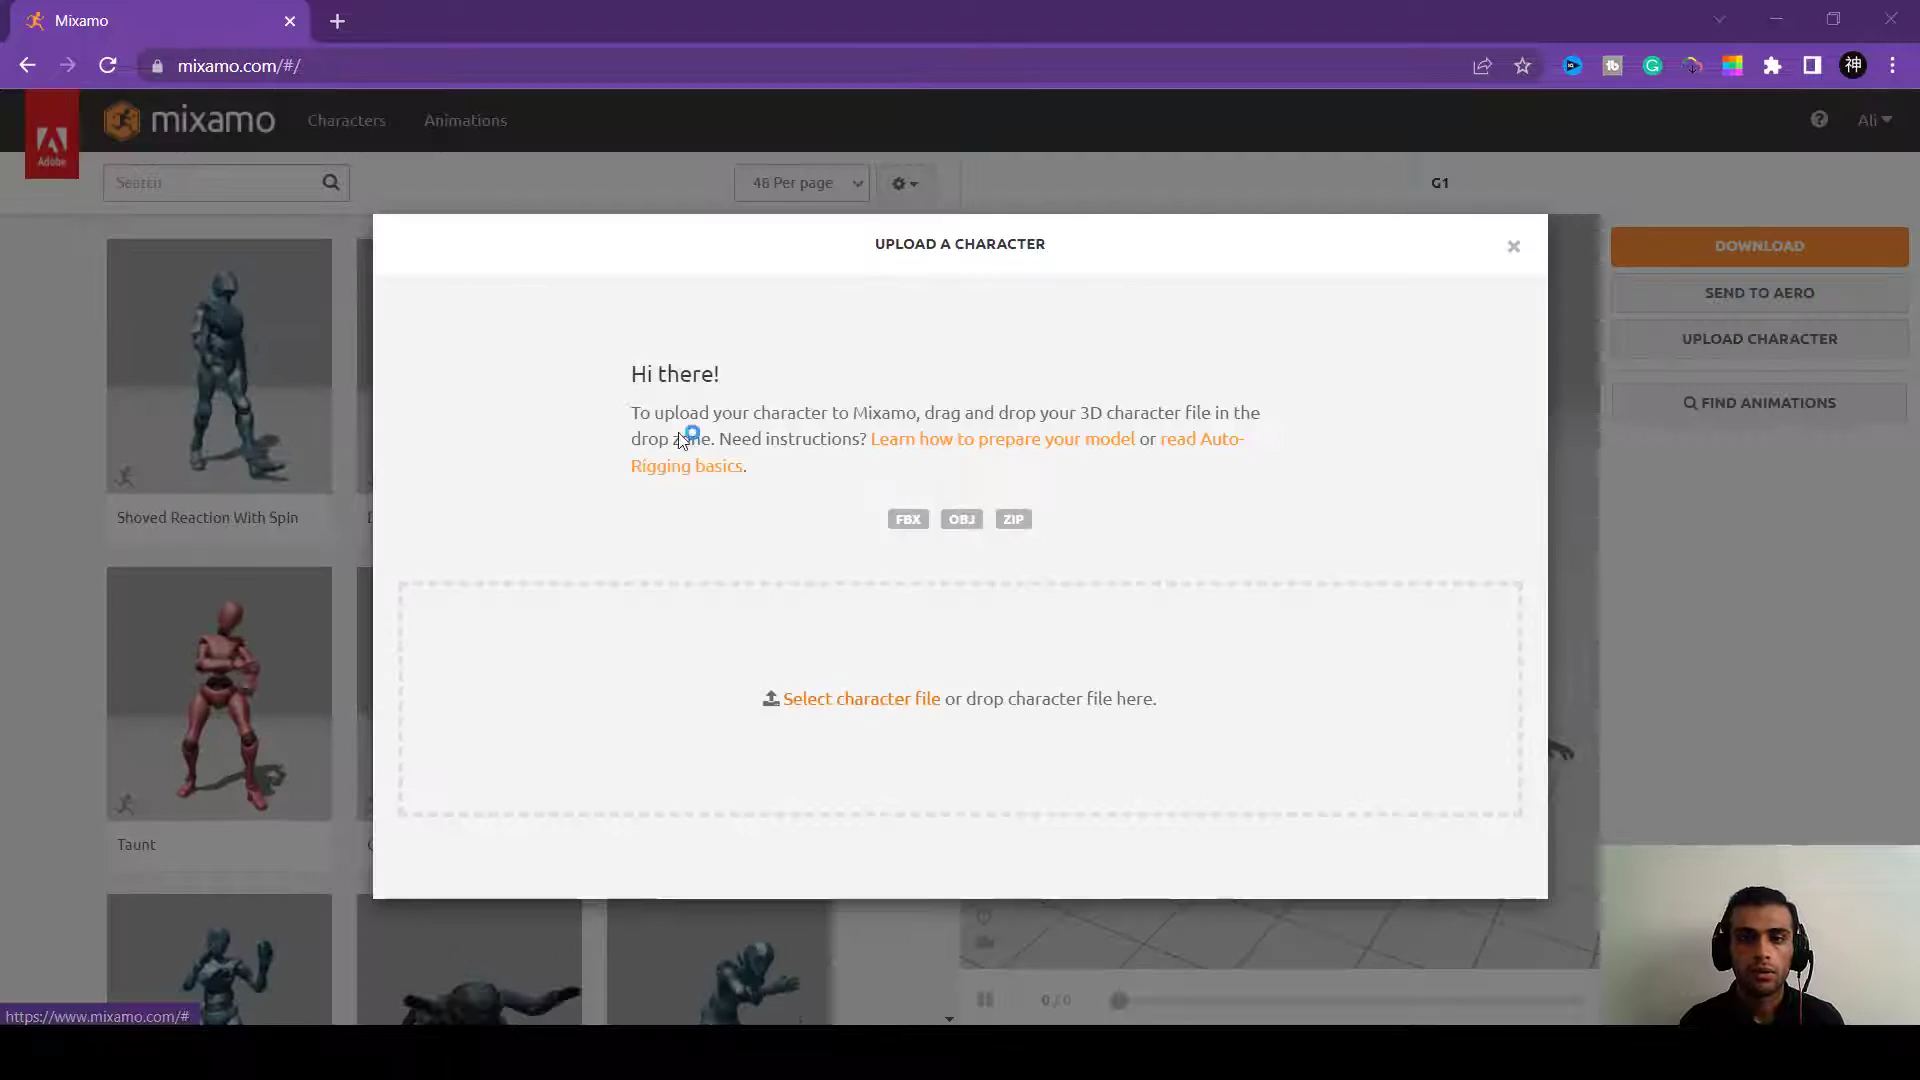 Mixamo
mixamo.com/#/
Adobe
mixamo
Characters
Animations
Ali
Search
48 Per page
G1
UPLOAD A CHARACTER
DOWNLOAD
SEND TO AERO
UPLOAD CHARACTER
FIND ANIMATIONS
Hi there!
To upload your character to Mixamo, drag and drop your 3D character file in the
drop zone. Need instructions? Learn how to prepare your model or read Auto-
Rigging basics.
FBX OBJ ZIP
Select character file or drop character file here.
Shoved Reaction With Spin
Taunt
0 / 0
https://www.mixamo.com/#
神
tb